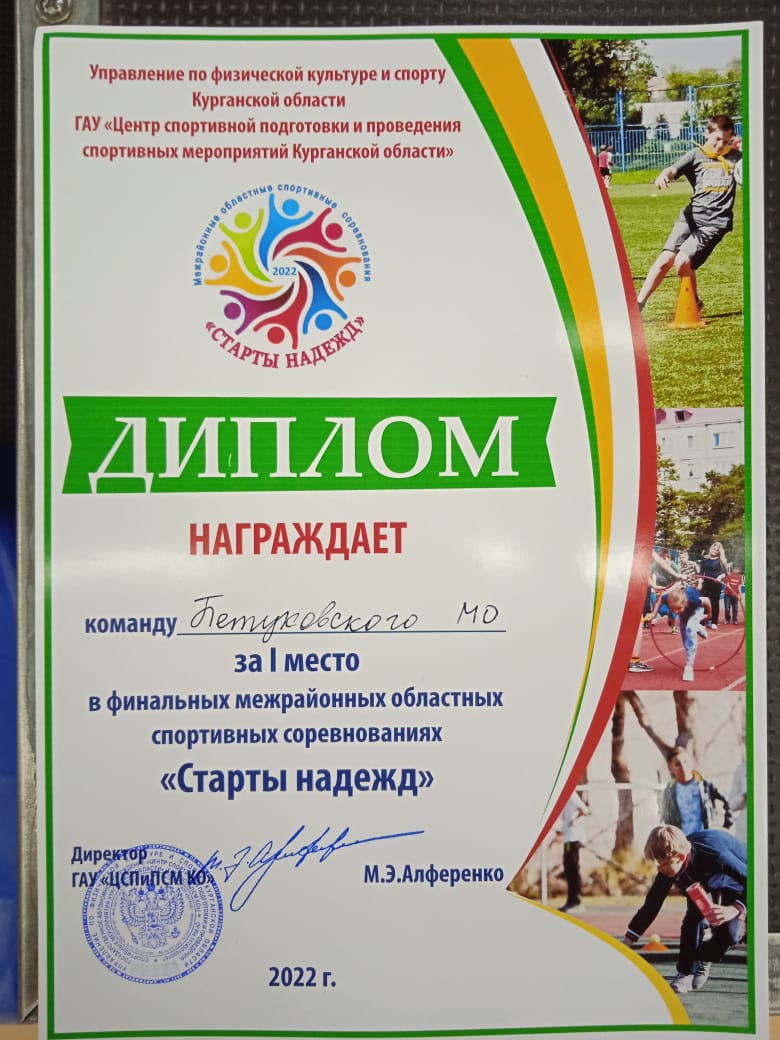 Управление по физической культуре и спорту
Курганской области
ГАУ «Центр спортивной подготовки и проведения
спортивных мероприятий Курганской области»
Межрайонные областные спортивные соревнования
2022
«СТАРТЫ НАДЕЖД»
ДИПЛОМ
НАГРАЖДАЕТ
команду Петуховского МО
за I место
в финальных межрайонных областных
спортивных соревнованиях
«Старты надежд»
Директор
ГАУ «ЦСПиПСМ КО»
М.Э.Алференко
2022 г.